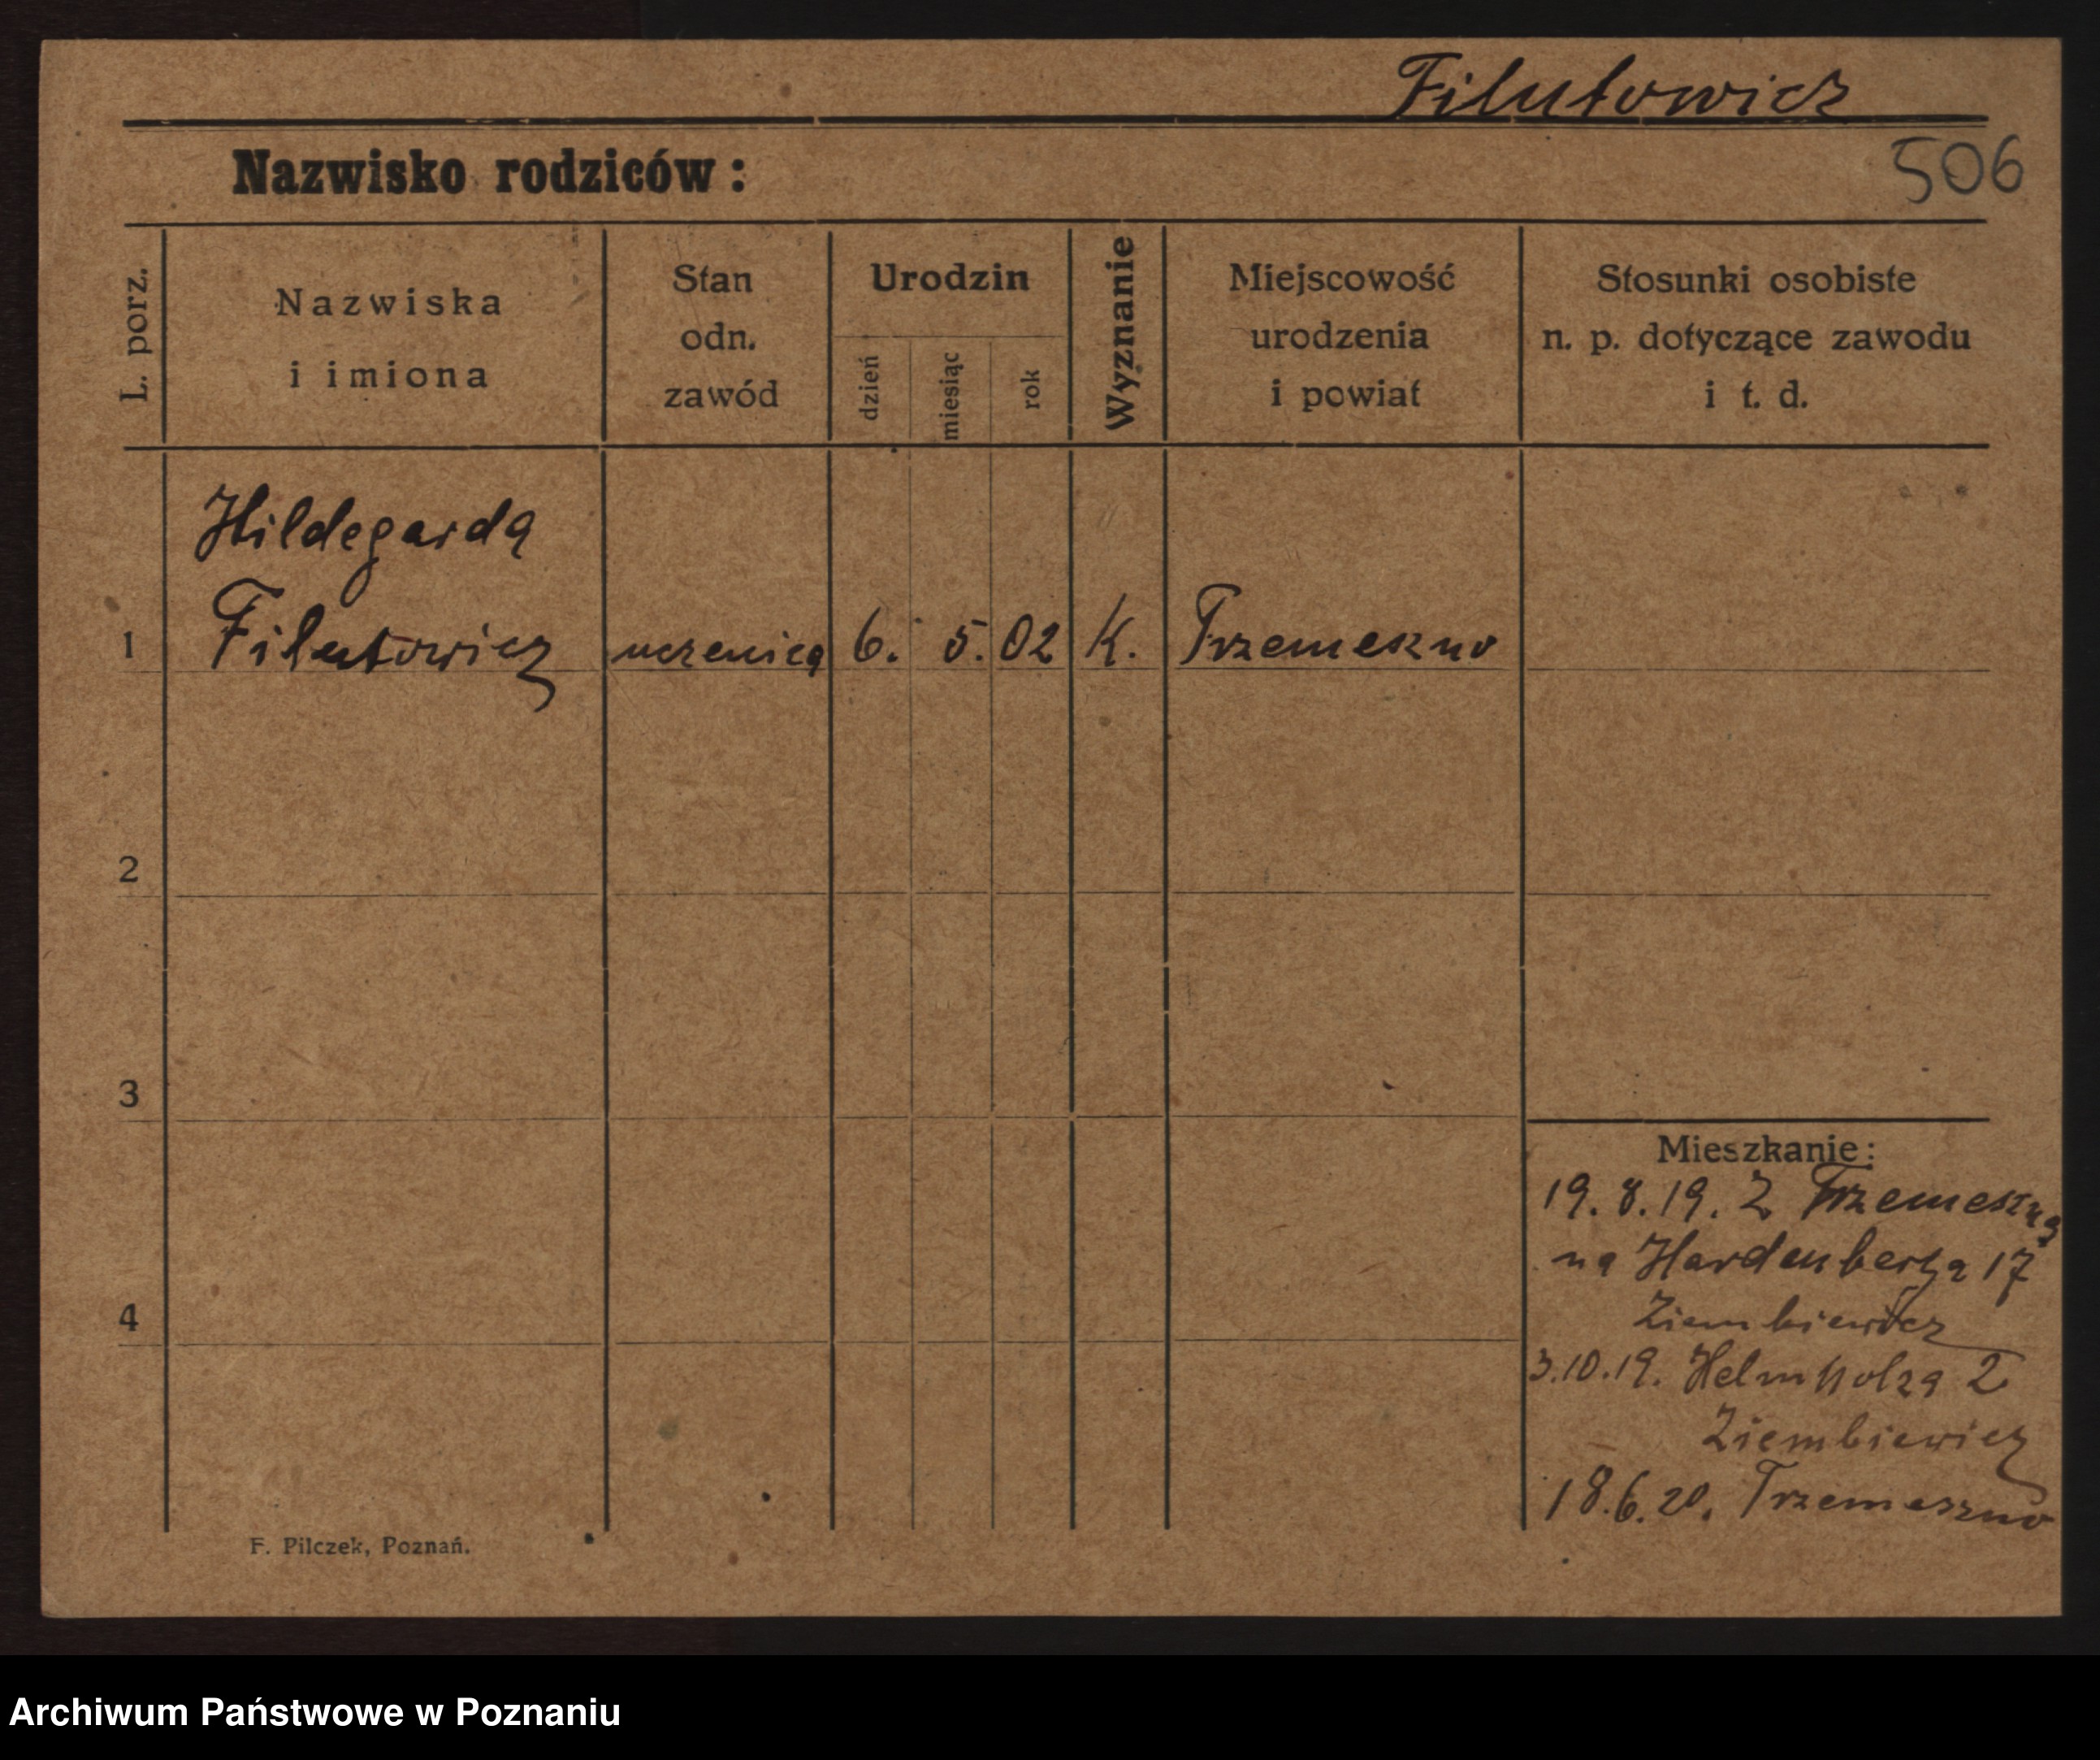 Filutowicz
506
Nazwisko rodziców:
L. porz.
Nazwiska
i imiona
Stan
odn.
zawód
Urodzin
dzień
miesiąc
rok
Wyznanie
Miejscowość
urodzenia
i powiat
Stosunki osobiste
n. p. dotyczące zawodu
i t. d.
Hildegarda
1 Filutowicz uczenica 6. 5. 02 K. Trzemeszno
2
3
4
Mieszkanie:
19.8.19. Z Trzemeszna
na Hardenberga 17
Ziembiewicz
3.10.19. Helmholza 2
Ziembiewicz
18.6.20. Trzemeszno
F. Pilczek, Poznań.
Archiwum Państwowe w Poznaniu